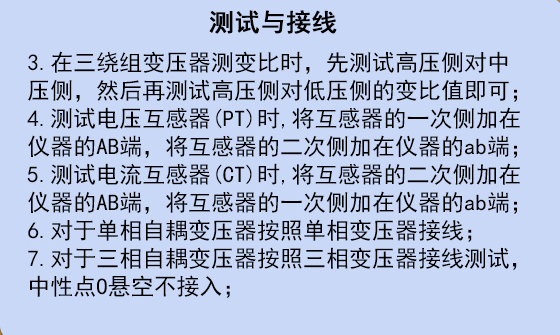 测试与接线
3.在三绕组变压器测变比时，先测试高压侧对中
压侧，然后再测试高压侧对低压侧的变比值即可；
4.测试电压互感器(PT)时,将互感器的一次侧加在
仪器的AB端，将互感器的二次侧加在仪器的ab端；
5.测试电流互感器(CT)时,将互感器的二次侧加在
仪器的AB端，将互感器的一次侧加在仪器的ab端；
6.对于单相自耦变压器按照单相变压器接线；
7.对于三相自耦变压器按照三相变压器接线测试，
中性点O悬空不接入；